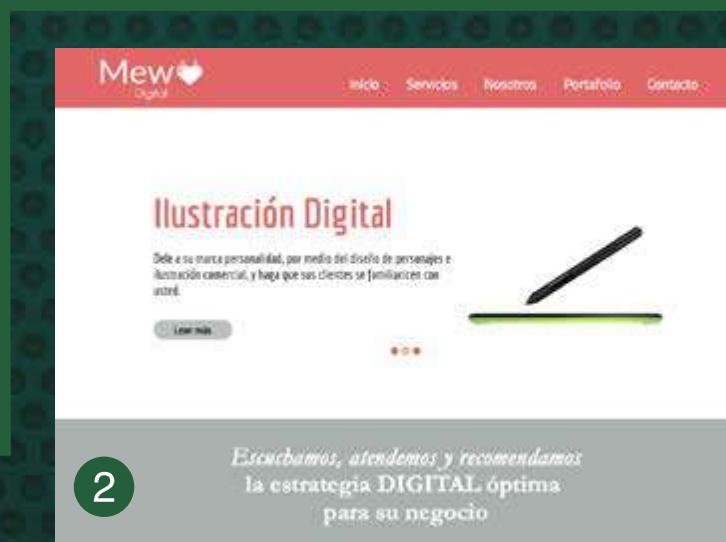 Mew
Digital
Inicio Servicios Nosotros Portafolio Contacto
Ilustración Digital
Dele a su marca personalidad, por medio del diseño de personajes e
ilustración comercial, y haga que sus clientes se familiaricen con
usted.
Leer más
Escuchamos, atendemos y recomendamos
la estrategia DIGITAL óptima
para su negocio
2